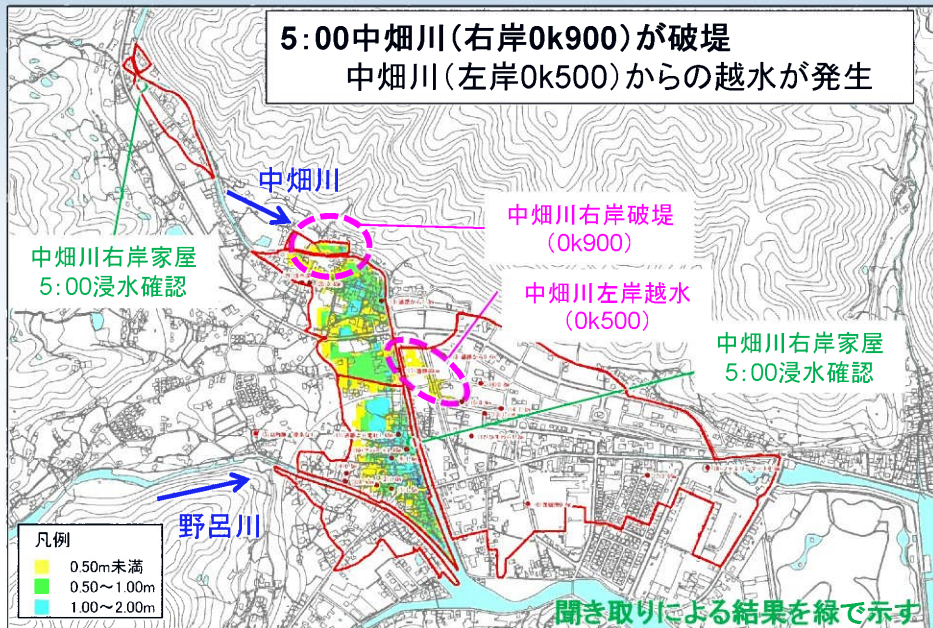 5:00中畑川(右岸0k900)が破堤
中畑川(左岸0k500)からの越水が発生
中畑川
中畑川右岸破堤
(0k900)
中畑川右岸家屋
5:00浸水確認
中畑川左岸越水
(0k500)
中畑川右岸家屋
5:00浸水確認
野呂川
凡例
0.50m未満
0.50～1.00m
1.00～2.00m
聞き取りによる結果を緑で示す